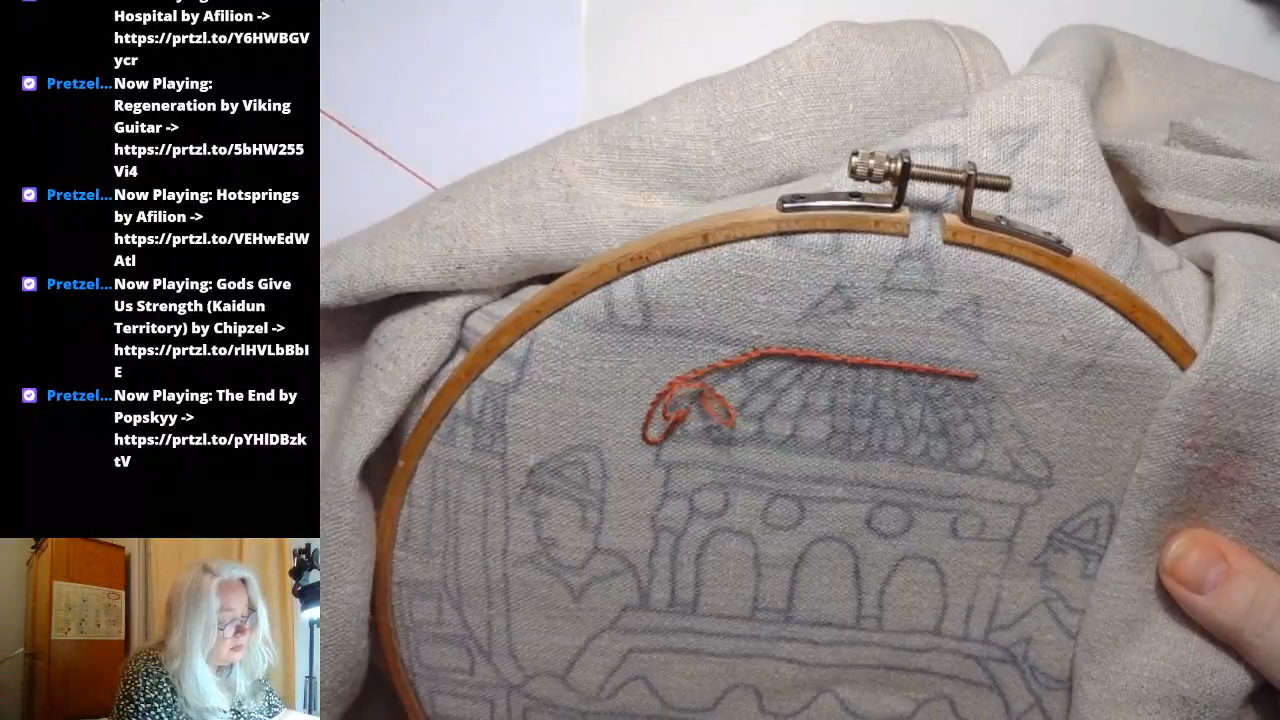 Hospital by Afilion ->
https://prtzl.to/Y6HWBGV
ycr
Pretzel... Now Playing:
Regeneration by Viking
Guitar ->
https://prtzl.to/5bHW255
Vi4
Pretzel... Now Playing: Hotsprings
by Afilion ->
https://prtzl.to/VEHwEdW
Atl
Pretzel... Now Playing: Gods Give
Us Strength (Kaidun
Territory) by Chipzel ->
https://prtzl.to/rlHVLbBbI
E
Pretzel... Now Playing: The End by
Popskyy ->
https://prtzl.to/pYHlDBzk
tV